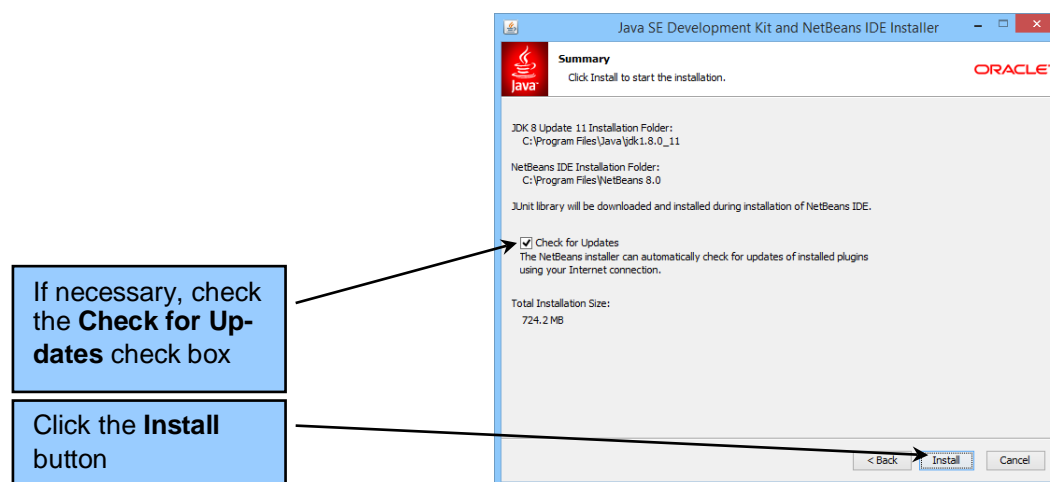 Java SE Development Kit and NetBeans IDE Installer
Java
Summary
Click Install to start the installation.
ORACLE
JDK 8 Update 11 Installation Folder:
C:\Program Files\Java\jdk1.8.0_11
NetBeans IDE Installation Folder:
C:\Program Files\NetBeans 8.0
JUnit library will be downloaded and installed during installation of NetBeans IDE.
Check for Updates
The NetBeans installer can automatically check for updates of installed plugins
using your Internet connection.
Total Installation Size:
724.2 MB
If necessary, check
the Check for Up-
dates check box
Click the Install
button
< Back
Install
Cancel